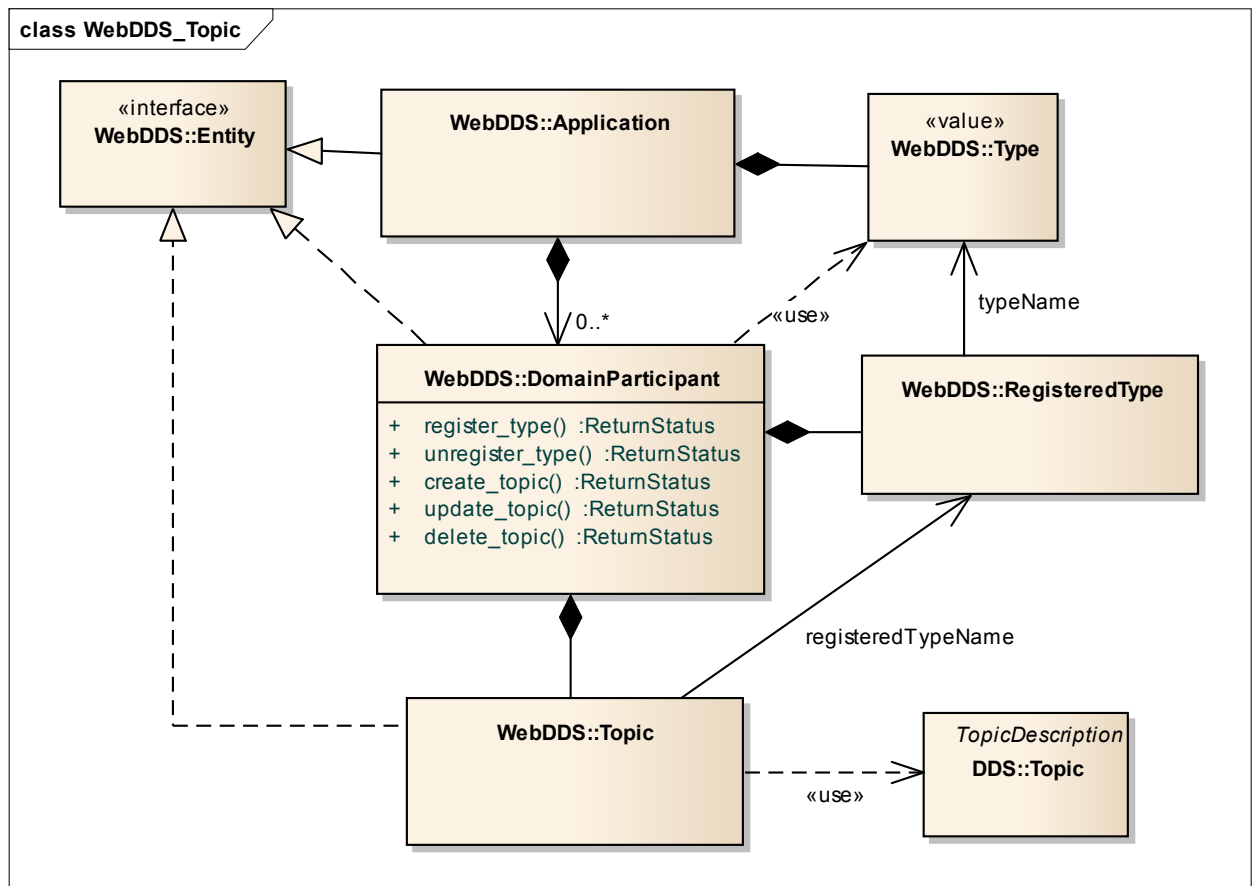 class WebDDS_Topic
«interface»
WebDDS::Entity
WebDDS::Application
«value»
WebDDS::Type
0..*
«use»
typeName
WebDDS::DomainParticipant
+ register_type() :ReturnStatus
+ unregister_type() :ReturnStatus
+ create_topic() :ReturnStatus
+ update_topic() :ReturnStatus
+ delete_topic() :ReturnStatus
WebDDS::RegisteredType
registeredTypeName
WebDDS::Topic
TopicDescription
DDS::Topic
«use»